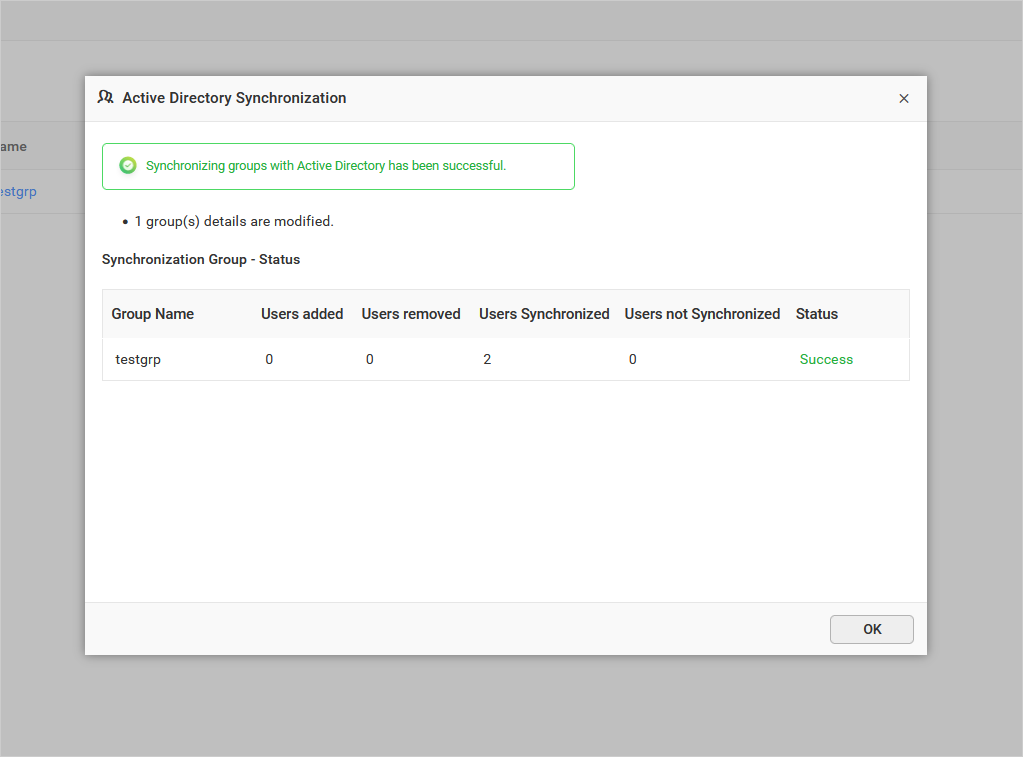 Active Directory Synchronization
Synchronizing groups with Active Directory has been successful.
1 group(s) details are modified.
Synchronization Group - Status
Group Name Users added Users removed Users Synchronized Users not Synchronized Status
testgrp 0 0 2 0 Success
OK
ame
estgrp